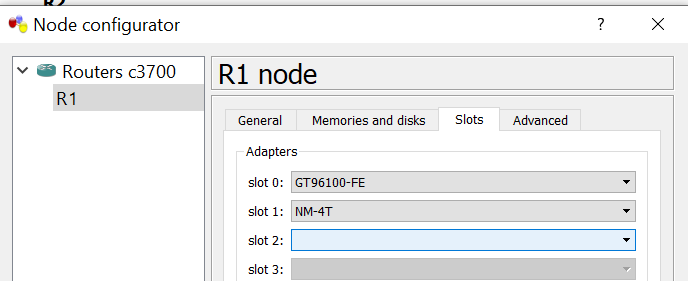 Node configurator ? ×
Routers c3700
R1
R1 node
General Memories and disks Slots Advanced
Adapters
slot 0: GT96100-FE
slot 1: NM-4T
slot 2:
slot 3: